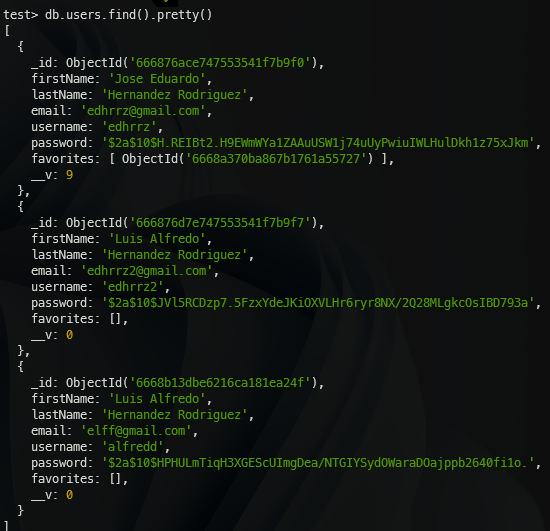 test> db.users.find().pretty()
[
  {
    _id: ObjectId('666876ace747553541f7b9f0'),
    firstName: 'Jose Eduardo',
    lastName: 'Hernandez Rodriguez',
    email: 'edhrrz@gmail.com',
    username: 'edhrrz',
    password: '$2a$10$H.REIBt2.H9EWmWYa1ZAAuUSW1j74uUyPwiuIWLHulDkh1z75xJkm',
    favorites: [ ObjectId('6668a370ba867b1761a55727') ],
    __v: 9
  },
  {
    _id: ObjectId('666876d7e747553541f7b9f7'),
    firstName: 'Luis Alfredo',
    lastName: 'Hernandez Rodriguez',
    email: 'edhrrz2@gmail.com',
    username: 'edhrrz2',
    password: '$2a$10$JVl5RCDzp7.5FzxYdeJKiOXVLHr6ryr8NX/2Q28MLgkcOsIBD793a',
    favorites: [],
    __v: 0
  },
  {
    _id: ObjectId('6668b13dbe6216ca181ea24f'),
    firstName: 'Luis Alfredo',
    lastName: 'Hernandez Rodriguez',
    email: 'elff@gmail.com',
    username: 'alfredd',
    password: '$2a$10$HPHULmTiqH3XGEScUImgDea/NTGIYSydOWaraDOajppb2640fi1o.',
    favorites: [],
    __v: 0
  }
]